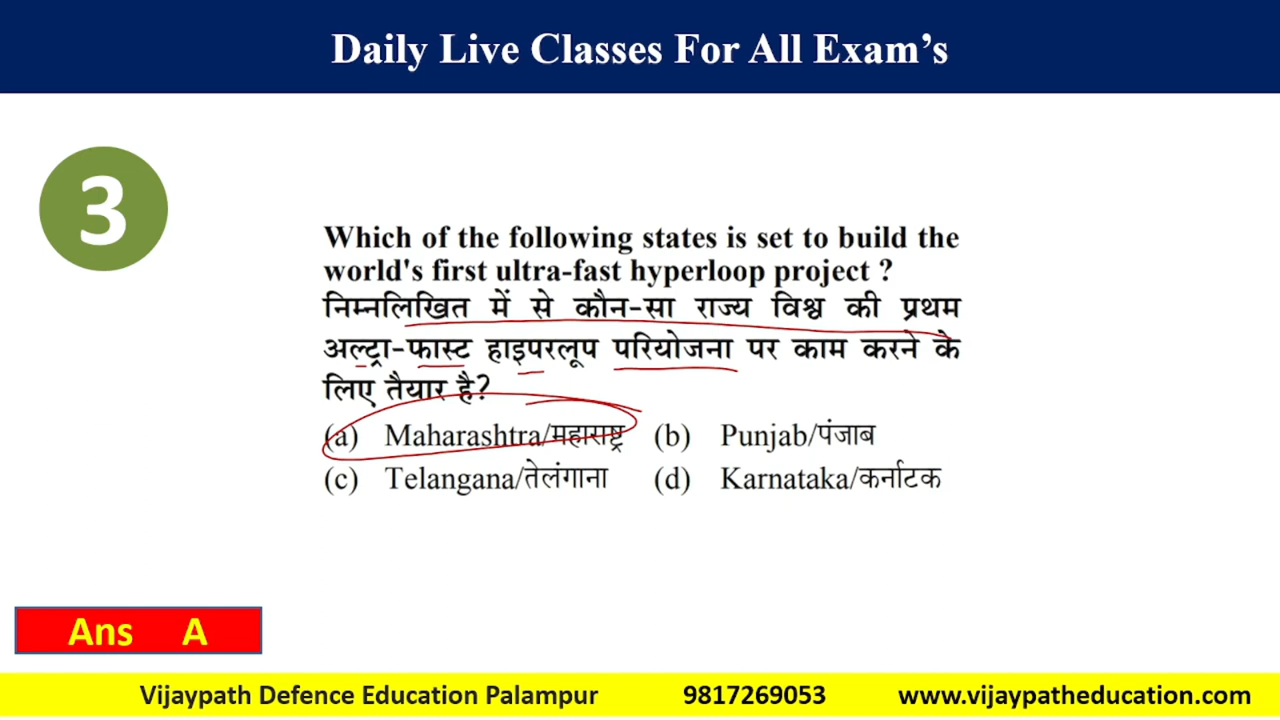 Daily Live Classes For All Exam’s
3
Which of the following states is set to build the
world's first ultra-fast hyperloop project ?
निम्नलिखित में से कौन-सा राज्य विश्व की प्रथम
अल्ट्रा-फास्ट हाइपरलूप परियोजना पर काम करने के
लिए तैयार है?
(a) Maharashtra/महाराष्ट्र (b) Punjab/पंजाब
(c) Telangana/तेलंगाना (d) Karnataka/कर्नाटक
Ans A
Vijaypath Defence Education Palampur 9817269053 www.vijaypatheducation.com